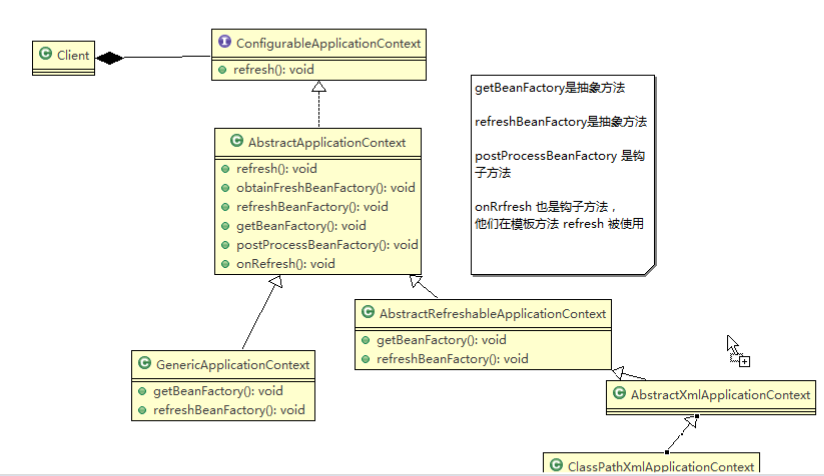 Client
ConfigurableApplicationContext
refresh(): void
AbstractApplicationContext
refresh(): void
obtainFreshBeanFactory(): void
refreshBeanFactory(): void
getBeanFactory(): void
postProcessBeanFactory(): void
onRefresh(): void
getBeanFactory是抽象方法
refreshBeanFactory是抽象方法
postProcessBeanFactory 是钩
子方法
onRrfresh 也是钩子方法，
他们在模板方法 refresh 被使用
AbstractRefreshableApplicationContext
getBeanFactory(): void
refreshBeanFactory(): void
GenericApplicationContext
getBeanFactory(): void
refreshBeanFactory(): void
AbstractXmlApplicationContext
ClassPathXmlApplicationContext